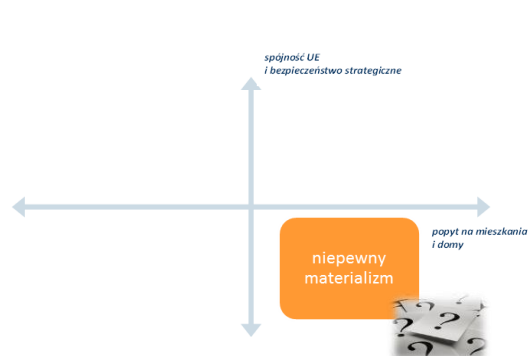 spójność UE
i bezpieczeństwo strategiczne
popyt na mieszkania
i domy
niepewny
materializm
? ? ? ?
? ? ?